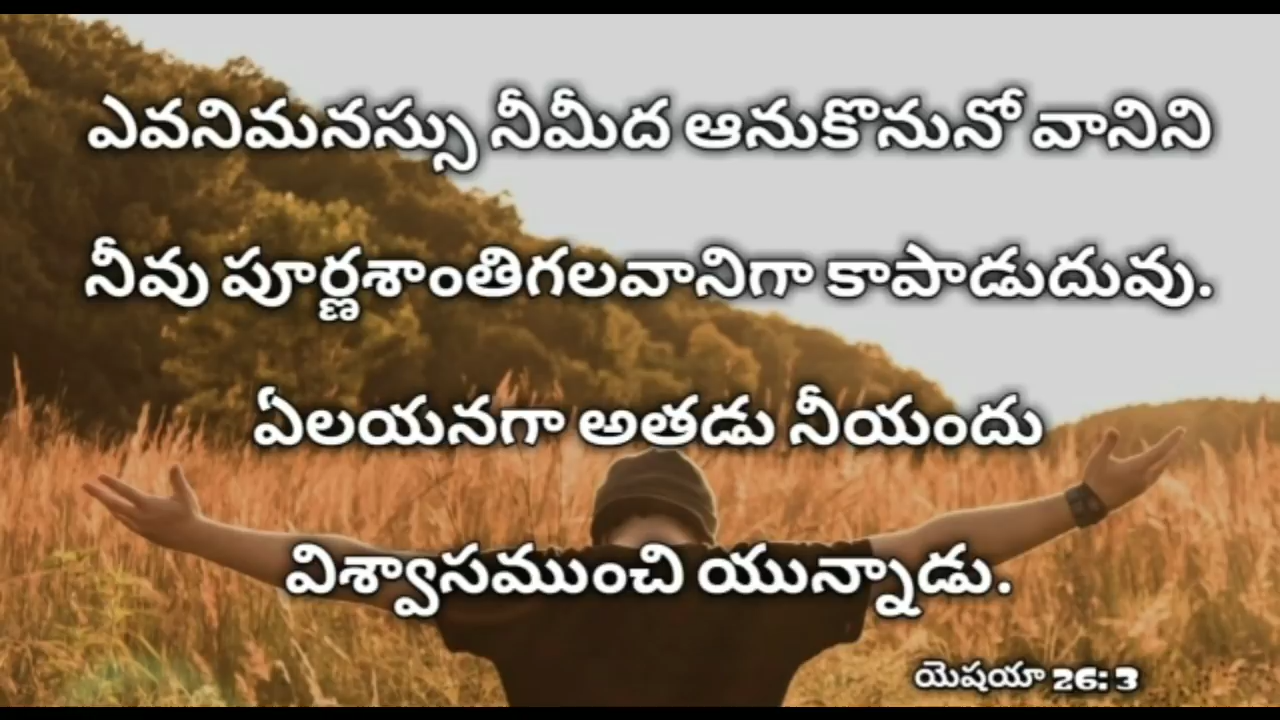 ఎవనిమనస్సు నీమీద ఆనుకొనునో వానిని
నీవు పూర్ణశాంతిగలవానిగా కాపాడుదువు.
ఏలయనగా అతడు నీయందు
విశ్వాసముంచి యున్నాడు.
యెషయా 26: 3